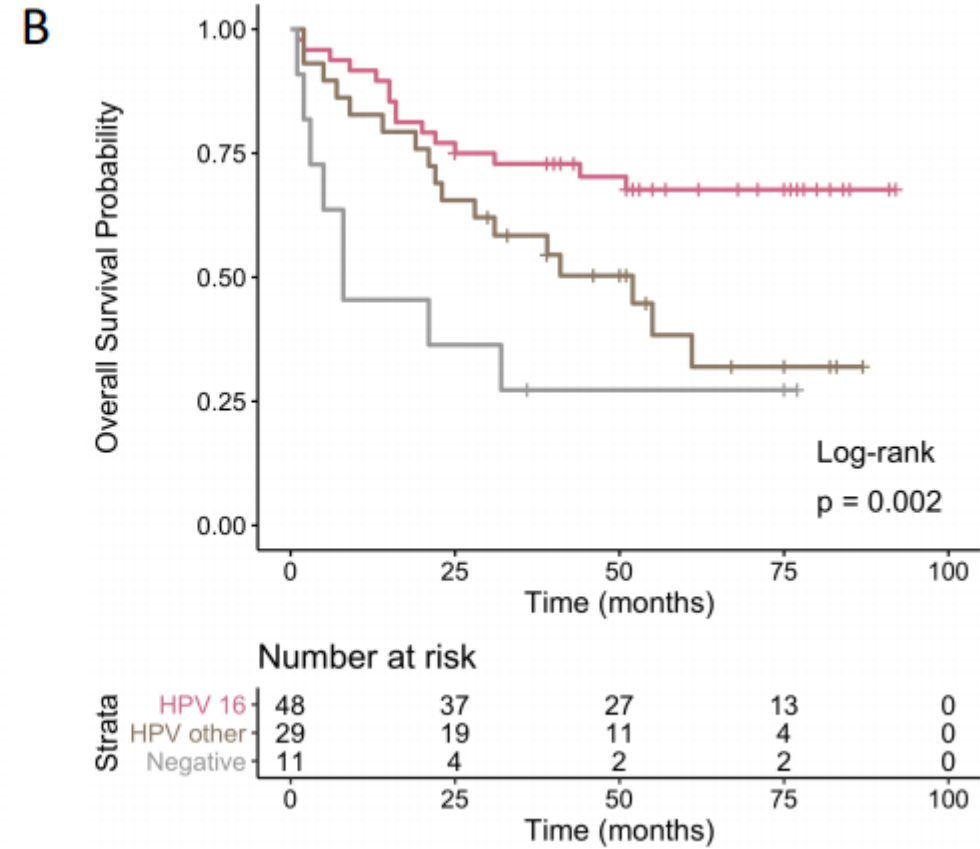 B
Overall Survival Probability
1.00
0.75
0.50
0.25
0.00
Log-rank
p = 0.002
0 25 50 75 100
Time (months)
Number at risk
Strata
HPV 16 48 37 27 13 0
HPV other 29 19 11 4 0
Negative 11 4 2 2 0
0 25 50 75 100
Time (months)